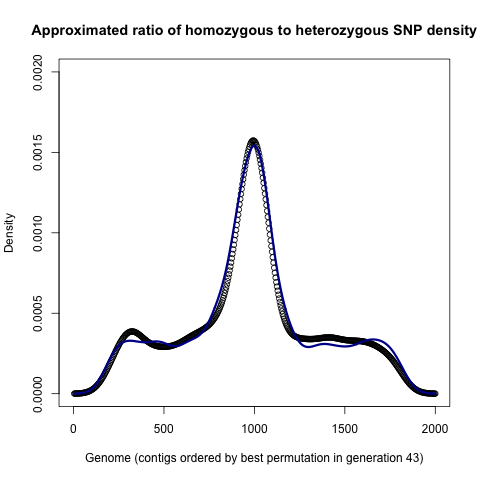 Approximated ratio of homozygous to heterozygous SNP density
0.0020
0.0015
0.0010
0.0005
0.0000
Density
0 500 1000 1500 2000
Genome (contigs ordered by best permutation in generation 43)